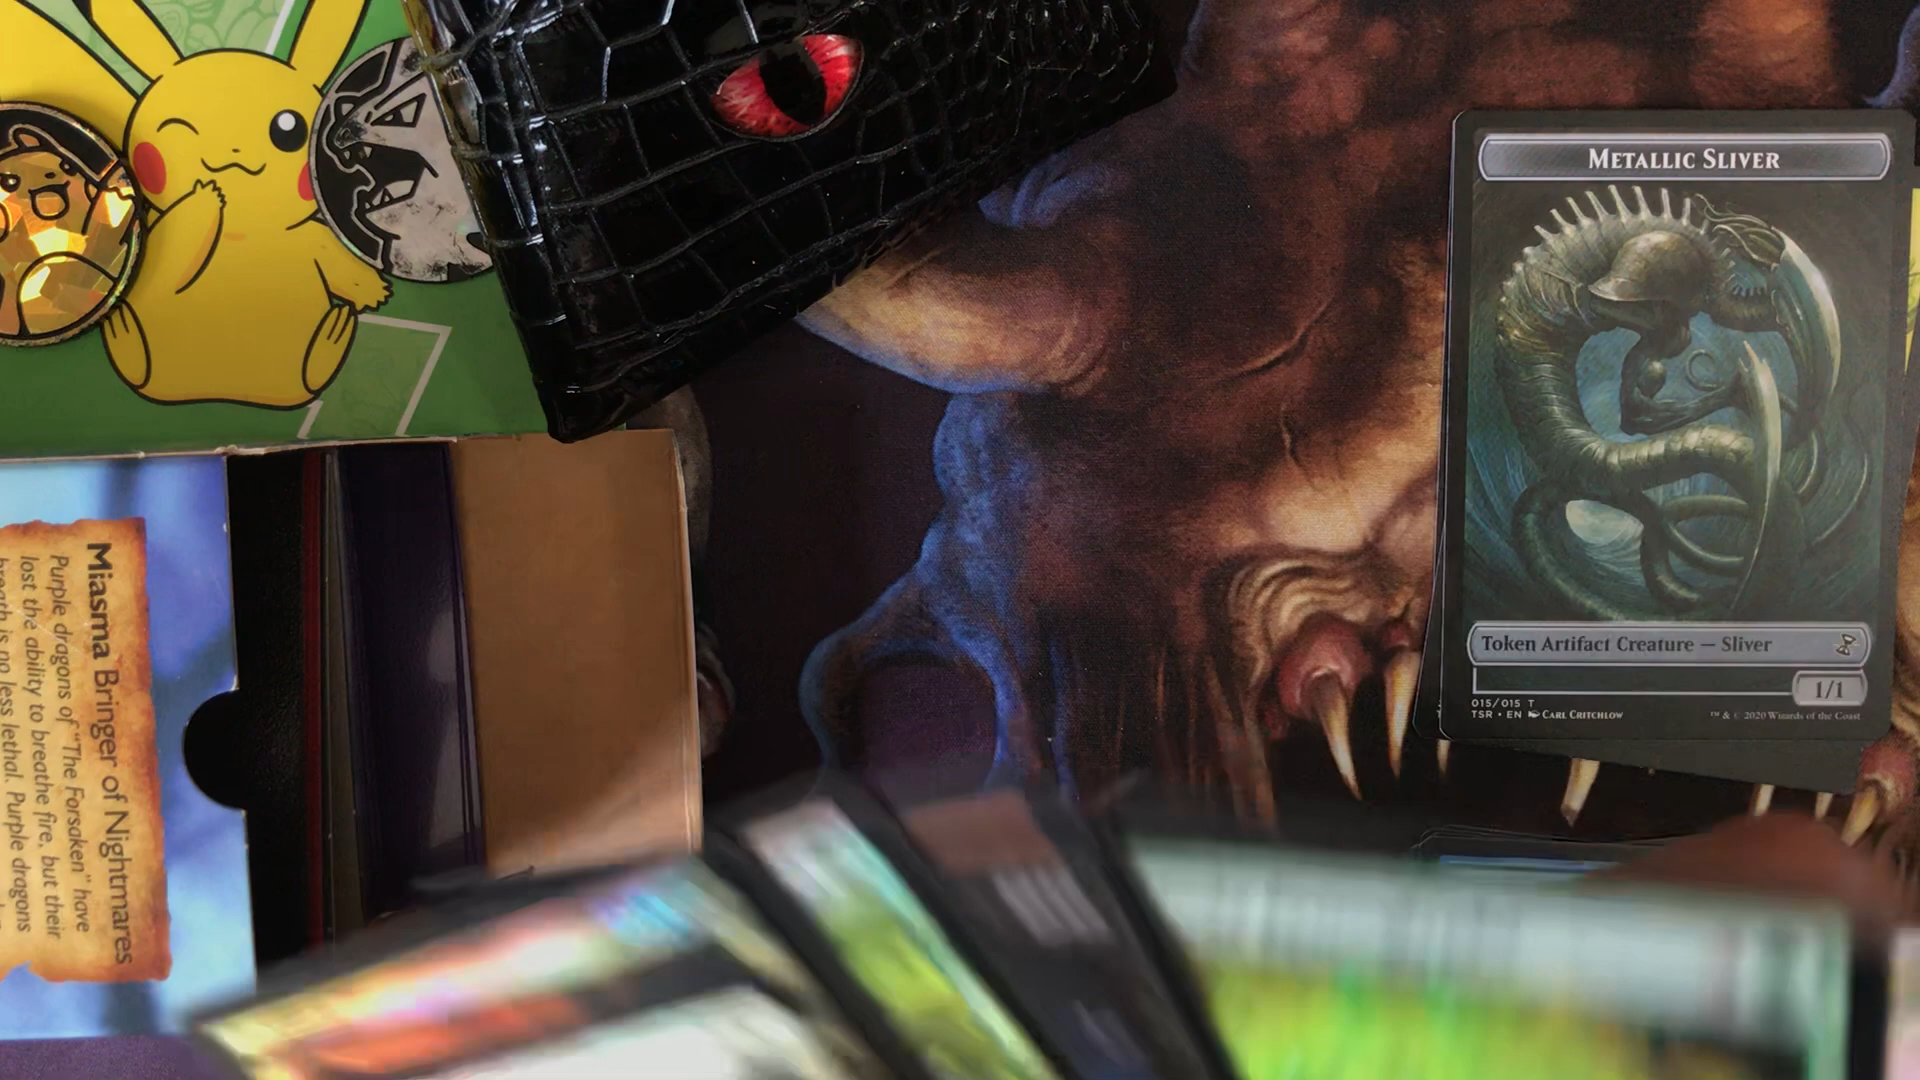 METALLIC SLIVER
Token Artifact Creature — Sliver
1/1
015/015 T
TSR • EN CARL CRITCHLOW
™ & © 2020 Wizards of the Coast
Miasma Bringer of Nightmares
Purple dragons of "The Forsaken" have
lost the ability to breathe fire, but their
breath is no less lethal. Purple dragons